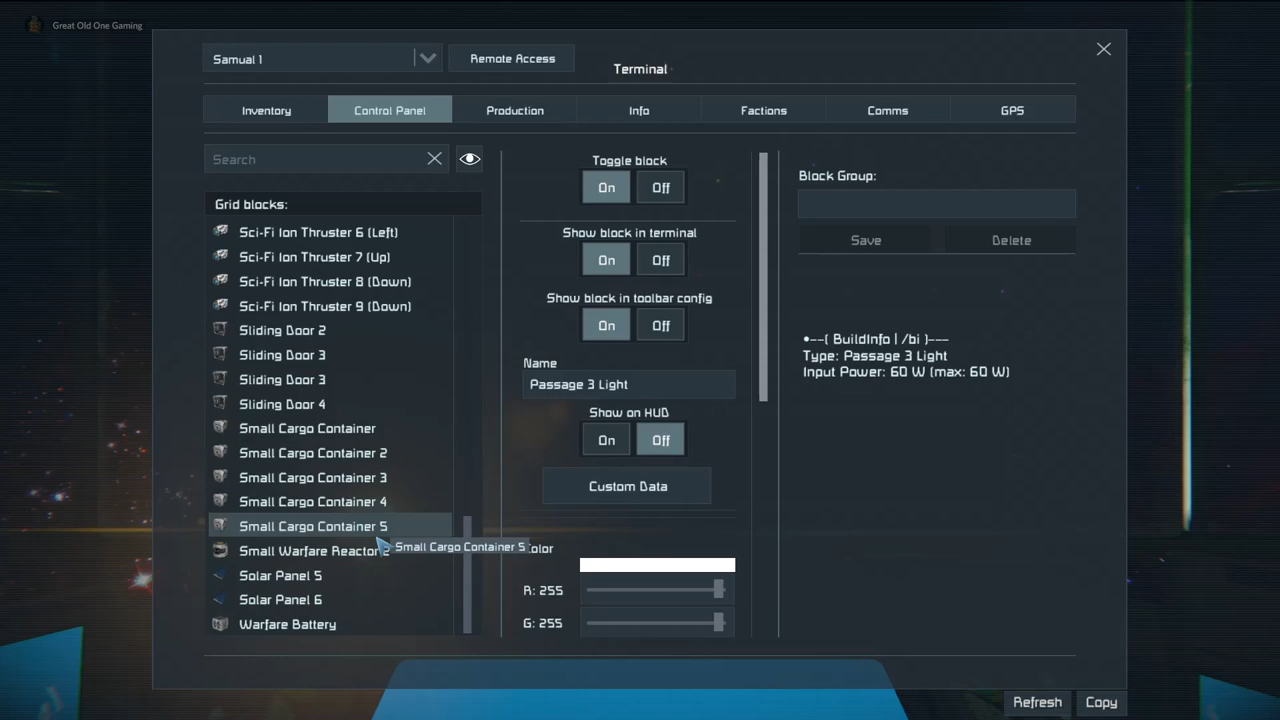 Great Old One Gaming
Samual 1
Remote Access
Terminal
Inventory
Control Panel
Production
Info
Factions
Comms
GPS
Search
Grid blocks:
Sci-Fi Ion Thruster 6 (Left)
Sci-Fi Ion Thruster 7 (Up)
Sci-Fi Ion Thruster 8 (Down)
Sci-Fi Ion Thruster 9 (Down)
Sliding Door 2
Sliding Door 3
Sliding Door 3
Sliding Door 4
Small Cargo Container
Small Cargo Container 2
Small Cargo Container 3
Small Cargo Container 4
Small Cargo Container 5
Small Warfare Reactor 2
Small Cargo Container 5
Solar Panel 5
Solar Panel 6
Warfare Battery
Toggle block
On Off
Show block in terminal
On Off
Show block in toolbar config
On Off
Name
Passage 3 Light
Show on HUD
On Off
Custom Data
Color
R: 255
G: 255
Block Group:
Save Delete
•--( BuildInfo | /bi )---
Type: Passage 3 Light
Input Power: 60 W (max: 60 W)
Refresh Copy